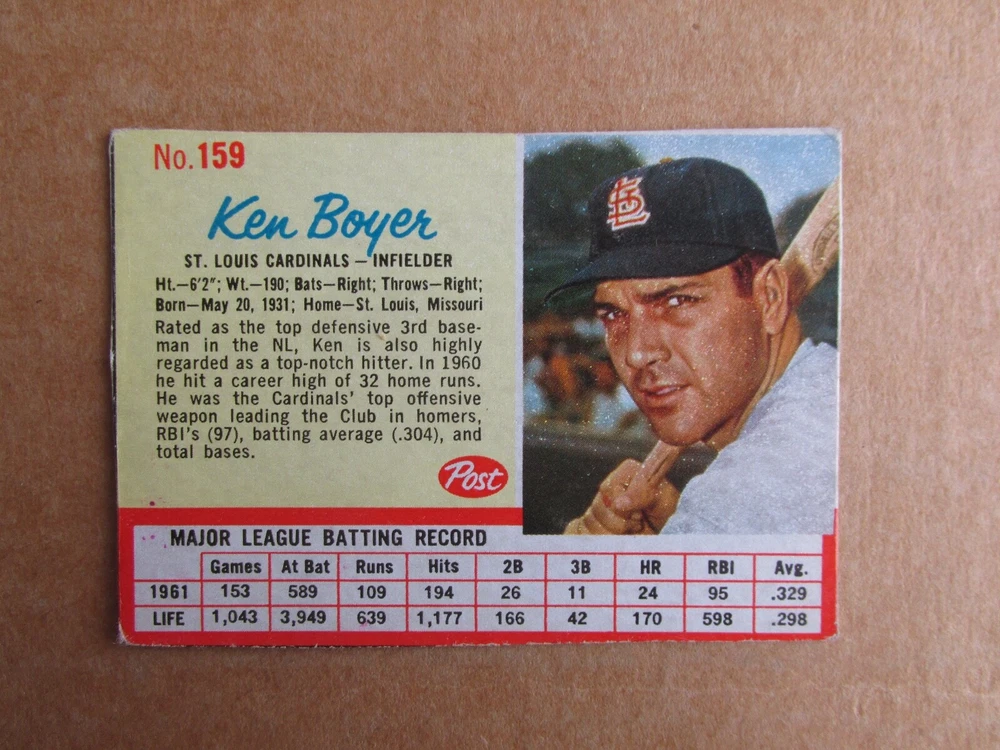 No. 159
Ken Boyer
ST. LOUIS CARDINALS — INFIELDER
Ht.—6'2"; Wt.—190; Bats—Right; Throws—Right;
Born—May 20, 1931; Home—St. Louis, Missouri
Rated as the top defensive 3rd base-
man in the NL, Ken is also highly
regarded as a top-notch hitter. In 1960
he hit a career high of 32 home runs.
He was the Cardinals' top offensive
weapon leading the Club in homers,
RBI's (97), batting average (.304), and
total bases.
Post
StL
MAJOR LEAGUE BATTING RECORD
Games At Bat Runs Hits 2B 3B HR RBI Avg.
1961 153 589 109 194 26 11 24 95 .329
LIFE 1,043 3,949 639 1,177 166 42 170 598 .298